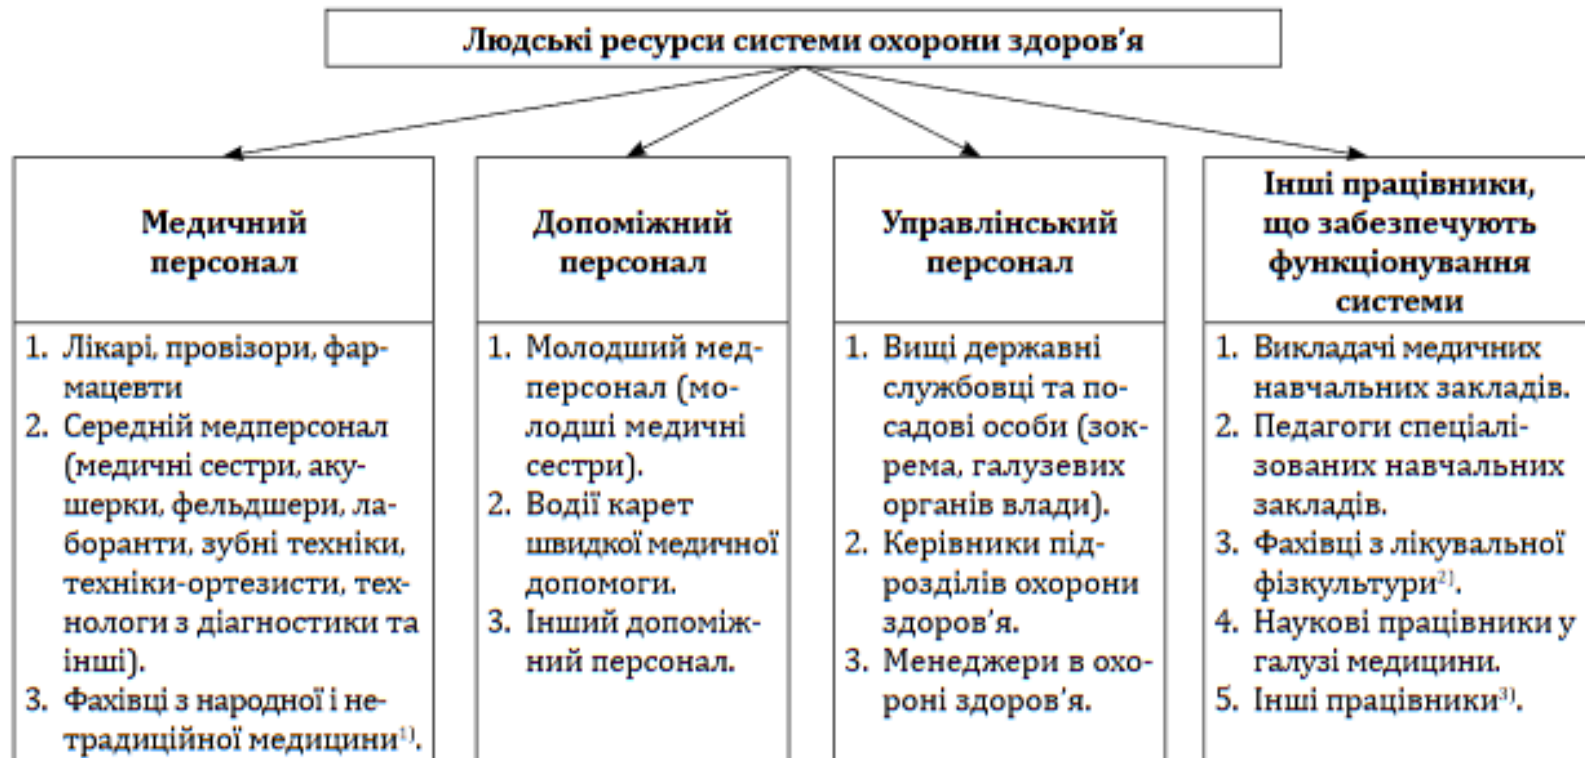 Людські ресурси системи охорони здоров’я
Медичний
персонал
1. Лікарі, провізори, фар-
мацевти
2. Середній медперсонал
(медичні сестри, аку-
шерки, фельдшери, ла-
боранти, зубні техніки,
техніки-ортезисти, тех-
нологи з діагностики та
інші).
3. Фахівці з народної і не-
традиційної медицини1).
Допоміжний
персонал
1. Молодший мед-
персонал (мо-
лодші медичні
сестри).
2. Водії карет
швидкої медичної
допомоги.
3. Інший допоміж-
ний персонал.
Управлінський
персонал
1. Вищі державні
службовці та по-
садові особи (зок-
рема, галузевих
органів влади).
2. Керівники під-
розділів охорони
здоров’я.
3. Менеджери в охо-
роні здоров’я.
Інші працівники,
що забезпечують
функціонування
системи
1. Викладачі медичних
навчальних закладів.
2. Педагоги спеціалі-
зованих навчальних
закладів.
3. Фахівці з лікувальної
фізкультури2).
4. Наукові працівники у
галузі медицини.
5. Інші працівники3).